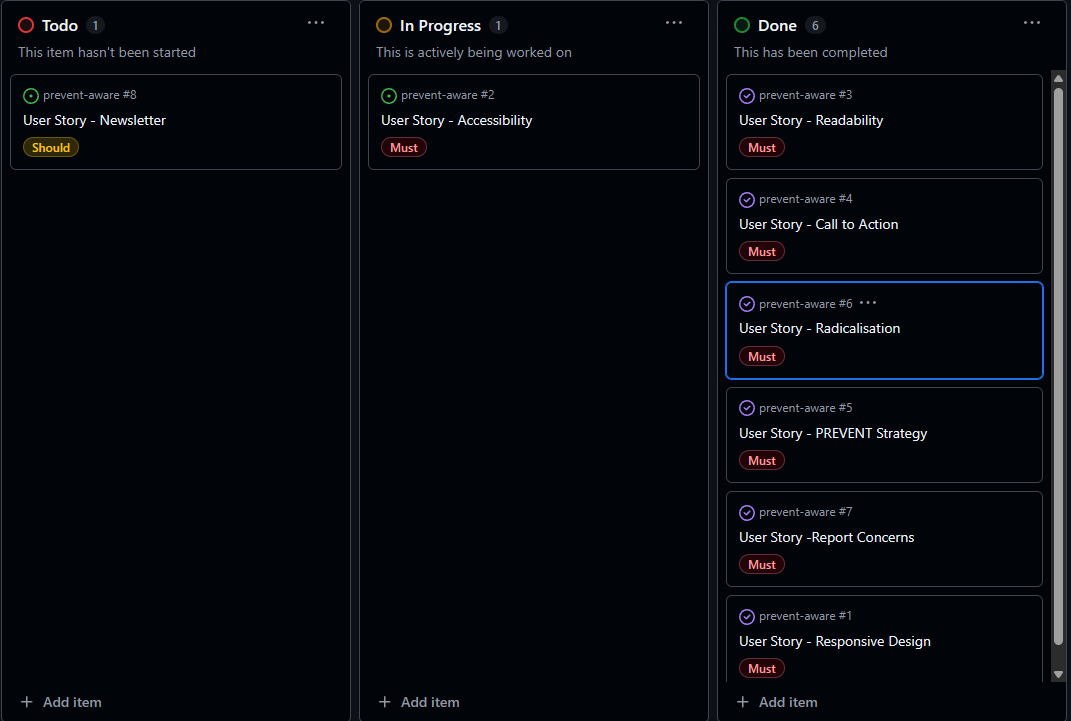 Todo 1
This item hasn't been started
prevent-aware #8
User Story - Newsletter
Should
Add item
In Progress 1
This is actively being worked on
prevent-aware #2
User Story - Accessibility
Must
Add item
Done 6
This has been completed
prevent-aware #3
User Story - Readability
Must
prevent-aware #4
User Story - Call to Action
Must
prevent-aware #6
User Story - Radicalisation
Must
prevent-aware #5
User Story - PREVENT Strategy
Must
prevent-aware #7
User Story -Report Concerns
Must
prevent-aware #1
User Story - Responsive Design
Must
Add item